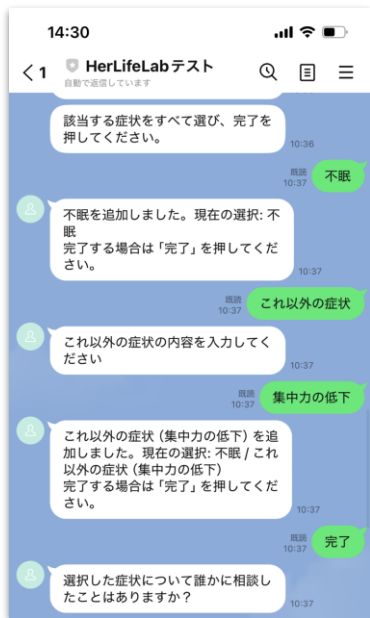 14:30
1 HerLifeLabテスト
自動で返信しています
該当する症状をすべて選び、完了を
押してください。
10:36
既読
10:37
不眠
不眠を追加しました。現在の選択: 不
眠
完了する場合は「完了」を押してくだ
さい。
10:37
既読
10:37
これ以外の症状
これ以外の症状の内容を入力してく
ださい
10:37
既読
10:37
集中力の低下
これ以外の症状 (集中力の低下) を追
加しました。現在の選択: 不眠 / これ
以外の症状 (集中力の低下)
完了する場合は「完了」を押してくだ
さい。
10:37
既読
10:37
完了
選択した症状について誰かに相談し
たことはありますか？
10:37